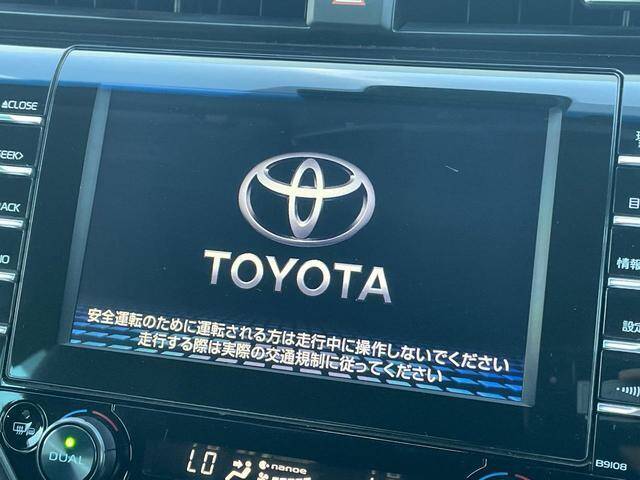 ▲CLOSE
SEEK>
TOYOTA
安全運転のために運転される方は走行中に操作しないでください
走行する際は実際の交通規制に従ってください
目
情報
設定
DUAL
LO
nanoe
B9108